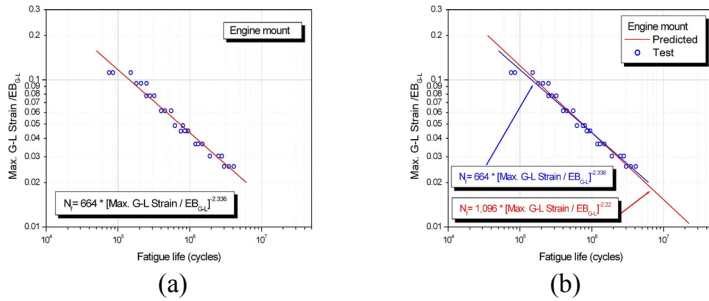 0.3
Engine mount
0.2
0.1
0.09
0.08
0.07
0.06
0.05
0.04
0.03
0.02
0.01
Max. G-L Strain /EB_G-L
N_f= 664 * [Max. G-L Strain / EB_G-L]^-2.336
10^4 10^5 10^6 10^7
Fatigue life (cycles)
(a)
0.3
Engine mount
Predicted
Test
0.2
0.1
0.09
0.08
0.07
0.06
0.05
0.04
0.03
0.02
0.01
Max. G-L Strain /EB_G-L
N_f= 664 * [Max. G-L Strain / EB_G-L]^-2.336
N_f= 1,096 * [Max. G-L Strain / EB_G-L]^-2.22
10^4 10^5 10^6 10^7
Fatigue life (cycles)
(b)